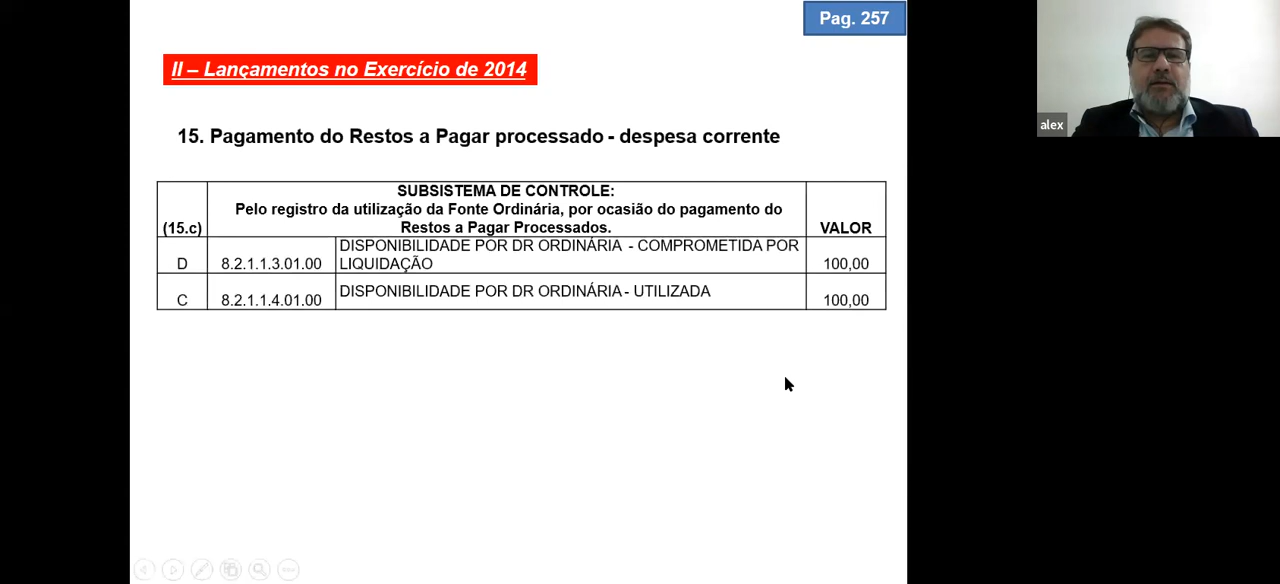 Pag. 257
II – Lançamentos no Exercício de 2014
15. Pagamento do Restos a Pagar processado - despesa corrente
(15.c)
SUBSISTEMA DE CONTROLE:
Pelo registro da utilização da Fonte Ordinária, por ocasião do pagamento do
Restos a Pagar Processados.
VALOR
D 8.2.1.1.3.01.00 DISPONIBILIDADE POR DR ORDINÁRIA - COMPROMETIDA POR
LIQUIDAÇÃO 100,00
C 8.2.1.1.4.01.00 DISPONIBILIDADE POR DR ORDINÁRIA - UTILIZADA 100,00
alex